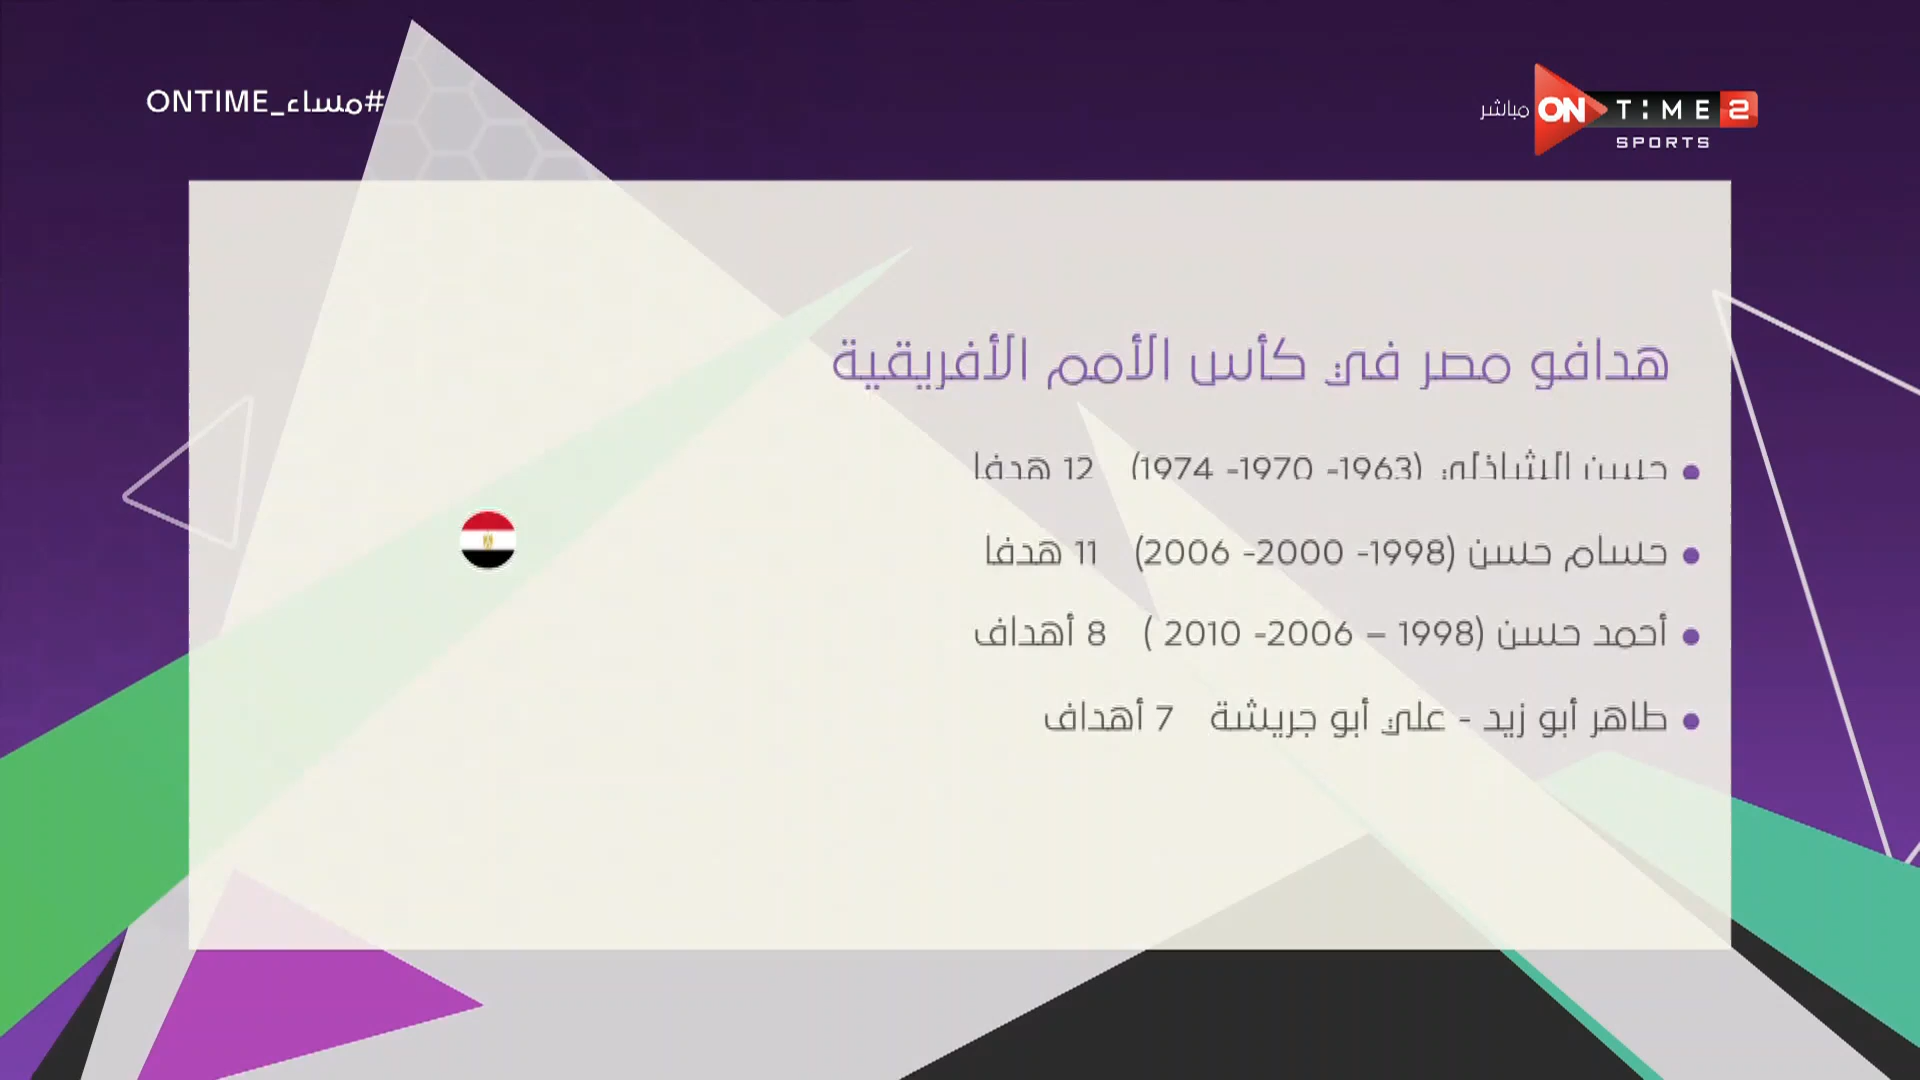 #مساء_ONTIME
مباشر ON TIME 2
SPORTS
هدافو مصر في كأس الأمم الأفريقية
• حسن الشاذلي (1963- 1970- 1974) 12 هدفا
• حسام حسن (1998- 2000- 2006) 11 هدفا
• أحمد حسن (1998 – 2006- 2010 ) 8 أهداف
• طاهر أبو زيد - علي أبو جريشة 7 أهداف